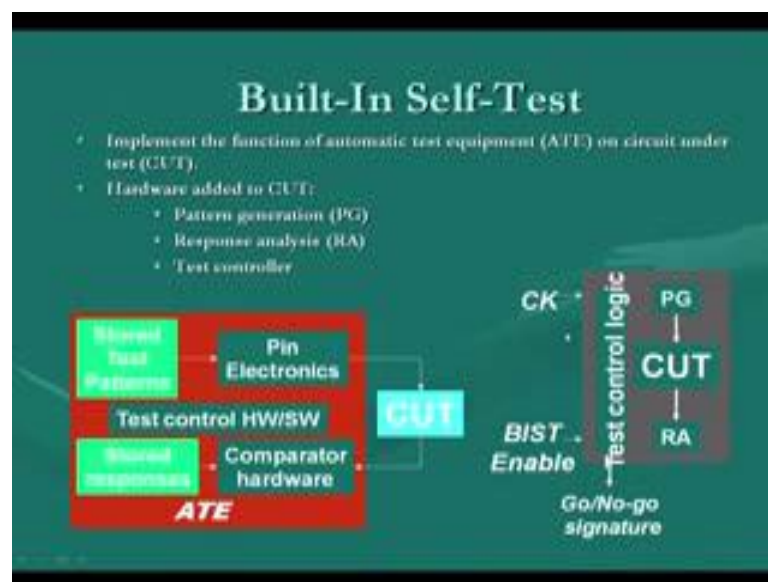 Built-In Self-Test
Implement the function of automatic test equipment (ATE) on circuit under
test (CUT).
Hardware added to CUT:
Pattern generation (PG)
Response analysis (RA)
Test controller
Stored
Test
Patterns
Pin
Electronics
Test control HW/SW
Stored
responses
Comparator
hardware
ATE
CUT
CK
BIST
Enable
Test control logic
PG
CUT
RA
Go/No-go
signature